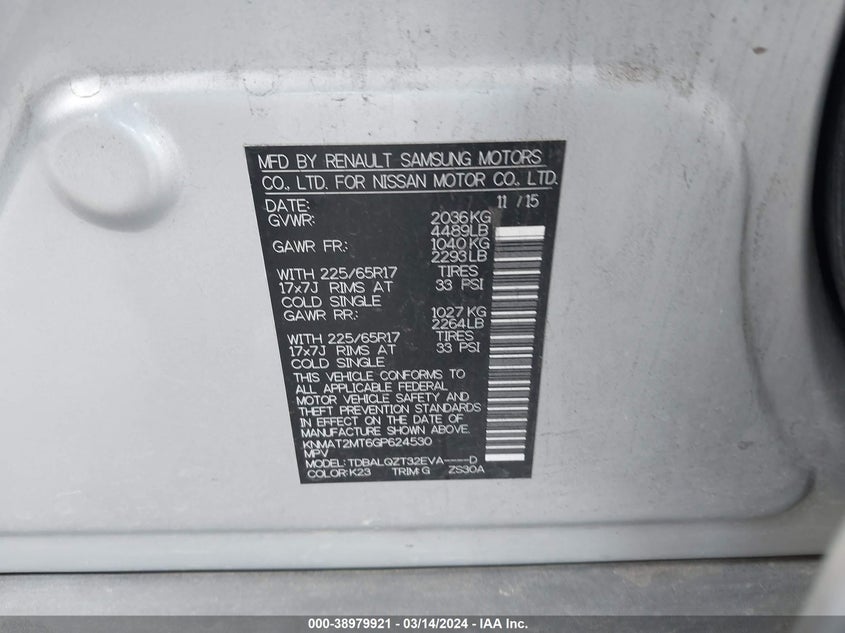 MFD BY RENAULT SAMSUNG MOTORS
CO., LTD. FOR NISSAN MOTOR CO., LTD.
DATE: 11 / 15
GVWR: 2036KG
4489LB
GAWR FR.: 1040KG
2293LB
WITH 225/65R17 TIRES
17x7J RIMS AT 33 PSI
COLD SINGLE
GAWR RR.: 1027KG
2264LB
WITH 225/65R17 TIRES
17x7J RIMS AT 33 PSI
COLD SINGLE
THIS VEHICLE CONFORMS TO
ALL APPLICABLE FEDERAL
MOTOR VEHICLE SAFETY AND
THEFT PREVENTION STANDARDS
IN EFFECT ON THE DATE OF
MANUFACTURE SHOWN ABOVE.
KNMAT2MT6GP624530
MPV
MODEL: TDBALQZT32EVA----D
COLOR: K23 TRIM: G ZS30A
000-38979921 - 03/14/2024 - IAA Inc.